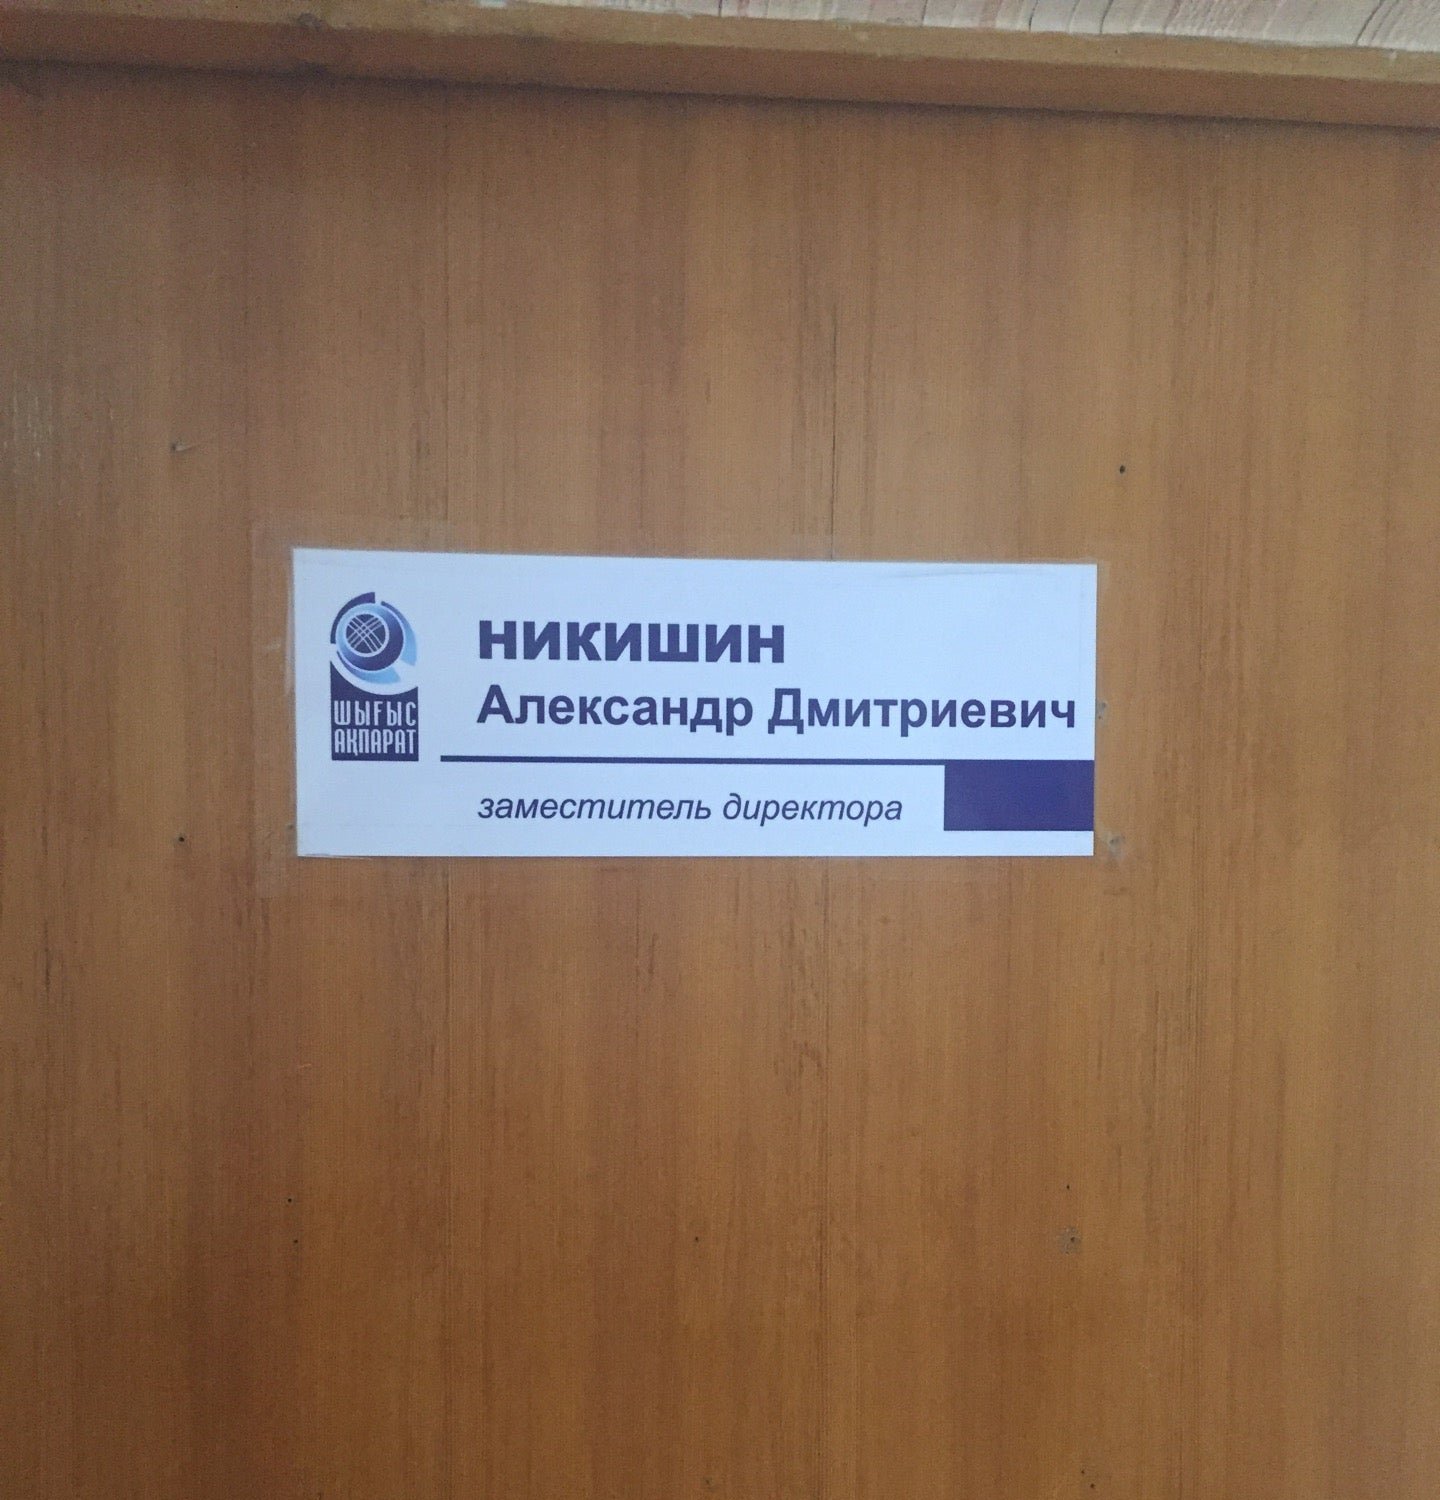 ШЫҒЫС
АҚПАРАТ
НИКИШИН
Александр Дмитриевич
заместитель директора